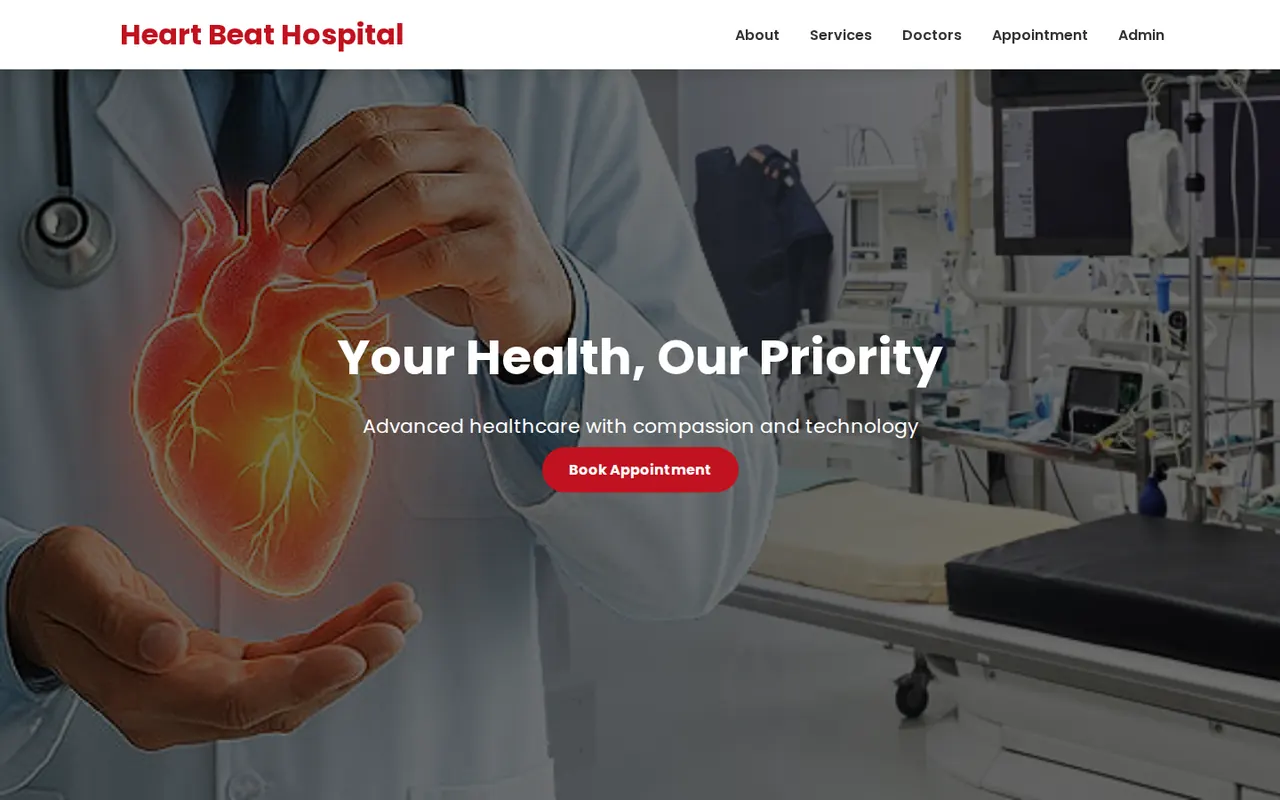 Heart Beat Hospital
About Services Doctors Appointment Admin
Your Health, Our Priority
Advanced healthcare with compassion and technology
Book Appointment